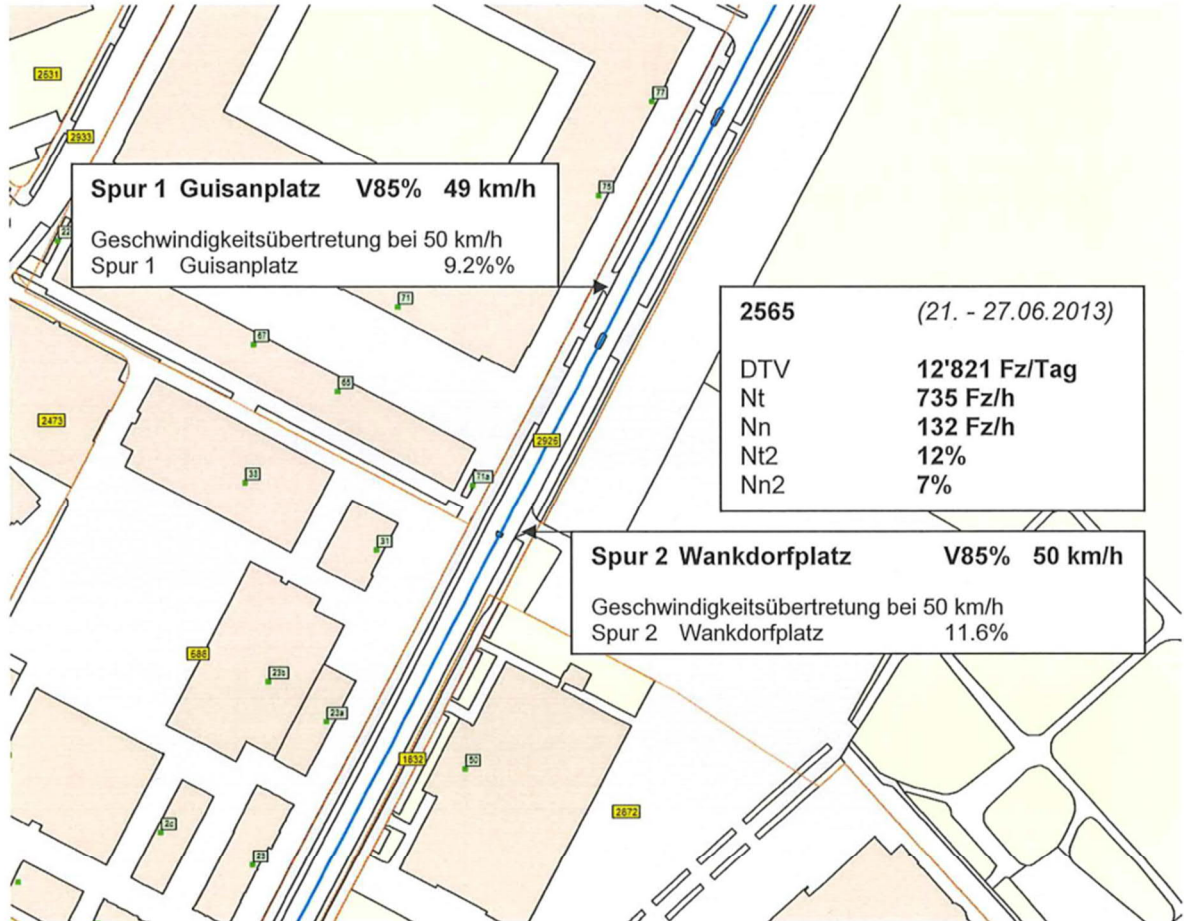 2631
77
2933
75
Spur 1 Guisanplatz V85% 49 km/h
Geschwindigkeitsübertretung bei 50 km/h
Spur 1 Guisanplatz 9.2%%
71
67
65
2565 (21. - 27.06.2013)
DTV 12'821 Fz/Tag
Nt 735 Fz/h
Nn 132 Fz/h
Nt2 12%
Nn2 7%
2473
2926
33
71a
31
Spur 2 Wankdorfplatz V85% 50 km/h
Geschwindigkeitsübertretung bei 50 km/h
Spur 2 Wankdorfplatz 11.6%
686
23b
23a
1832
50
2672
2c